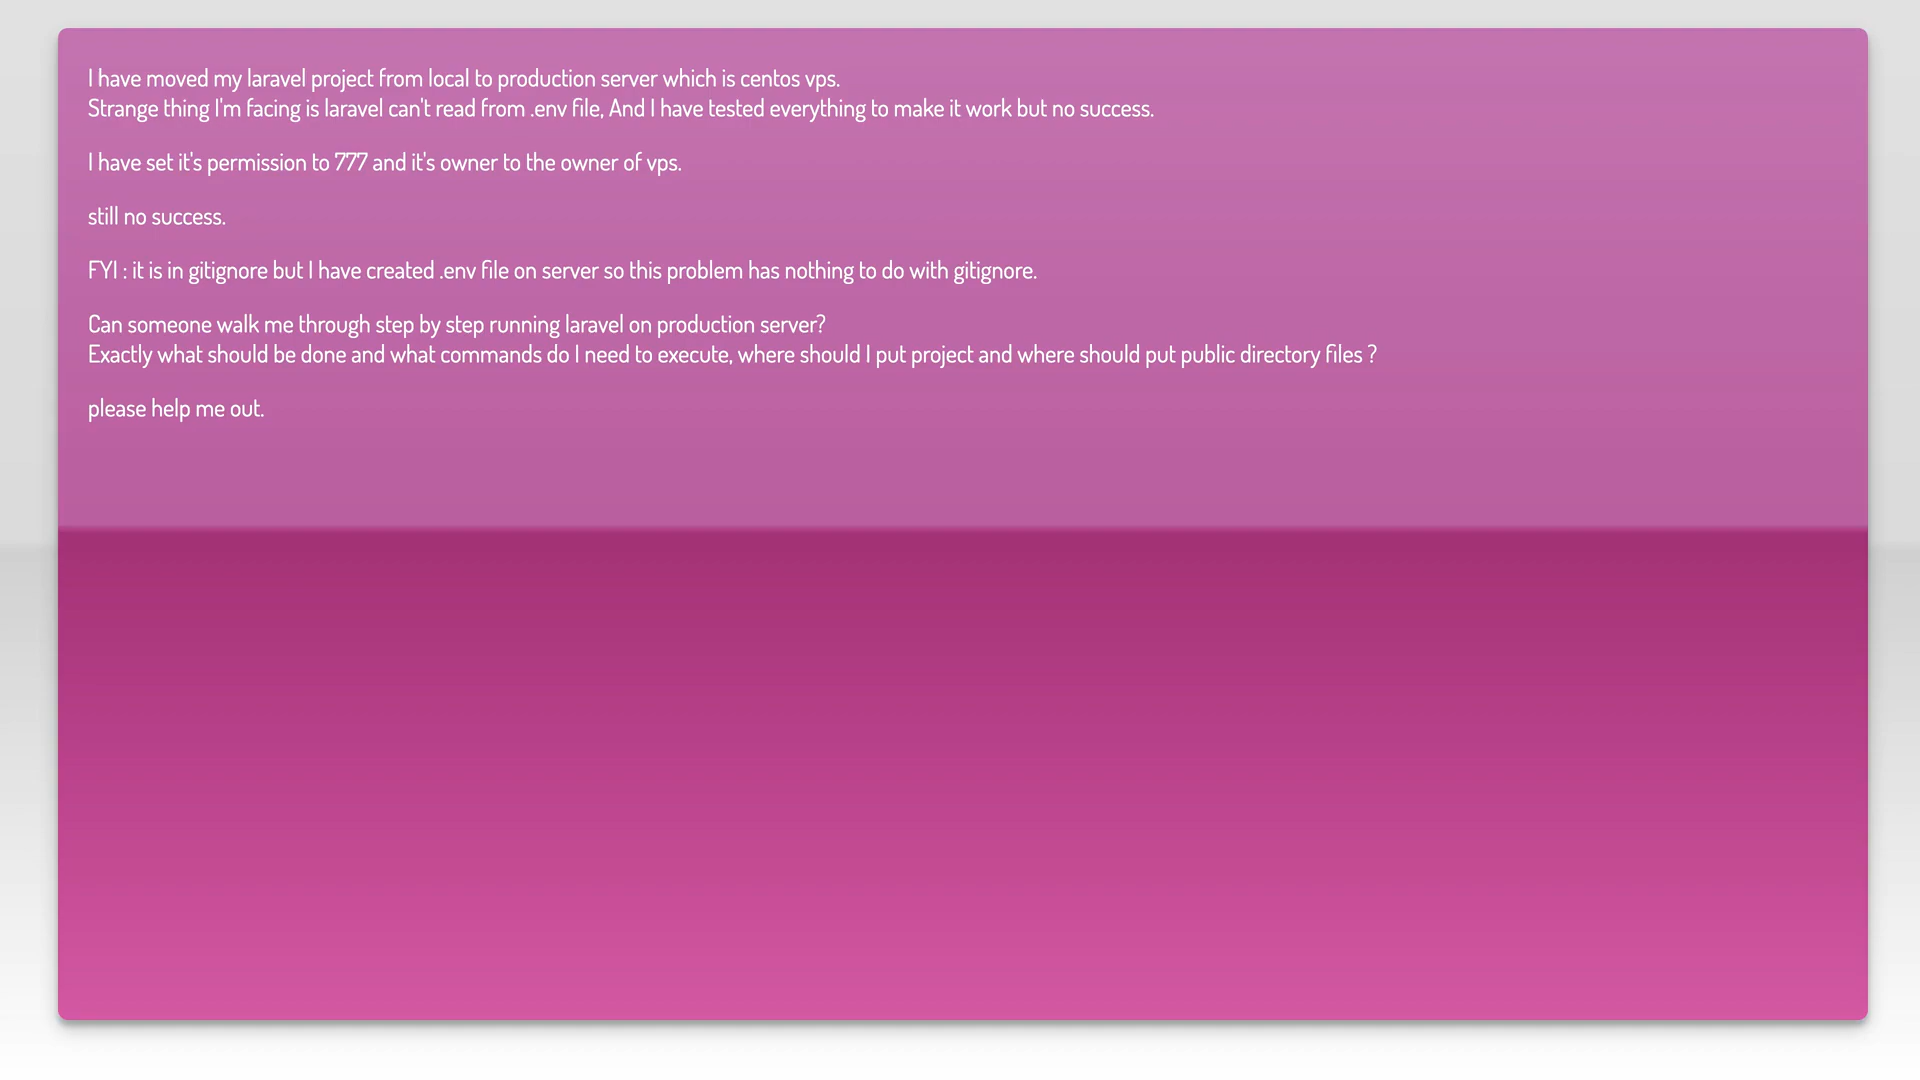 I have moved my laravel project from local to production server which is centos vps.
Strange thing I'm facing is laravel can't read from .env file, And I have tested everything to make it work but no success.
I have set it's permission to 777 and it's owner to the owner of vps.
still no success.
FYI : it is in gitignore but I have created .env file on server so this problem has nothing to do with gitignore.
Can someone walk me through step by step running laravel on production server?
Exactly what should be done and what commands do I need to execute, where should I put project and where should put public directory files ?
please help me out.